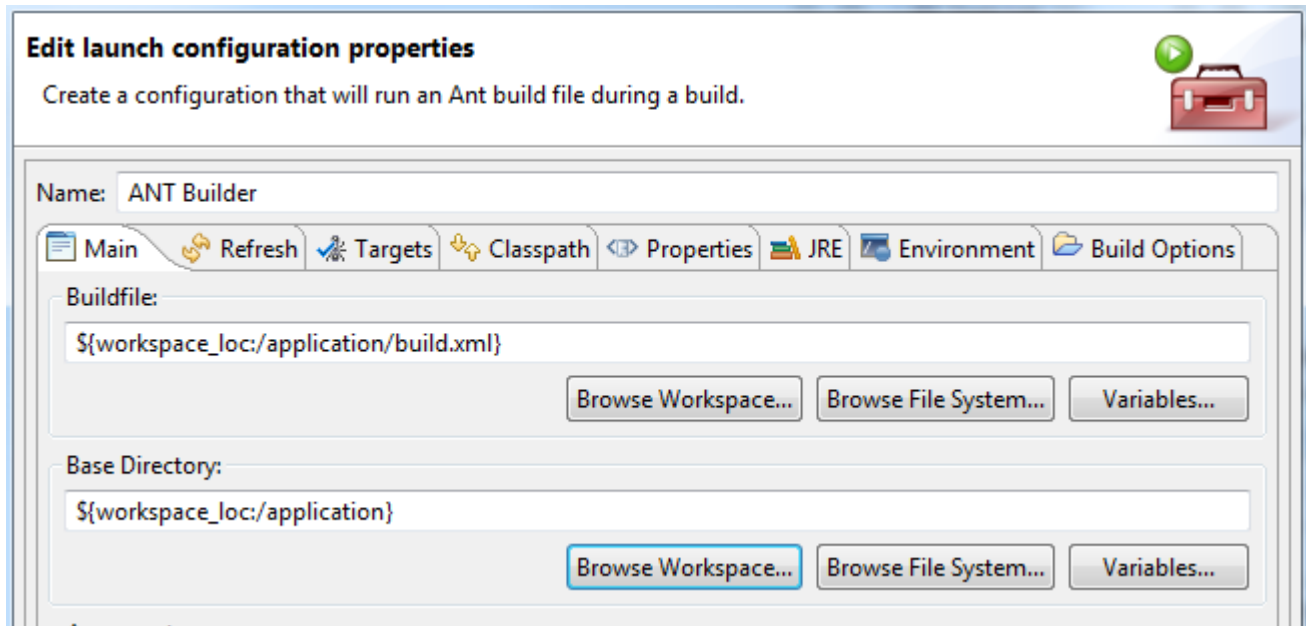 Edit launch configuration properties
Create a configuration that will run an Ant build file during a build.
Name: ANT Builder
Main Refresh Targets Classpath Properties JRE Environment Build Options
Buildfile:
${workspace_loc:/application/build.xml}
Browse Workspace... Browse File System... Variables...
Base Directory:
${workspace_loc:/application}
Browse Workspace... Browse File System... Variables...